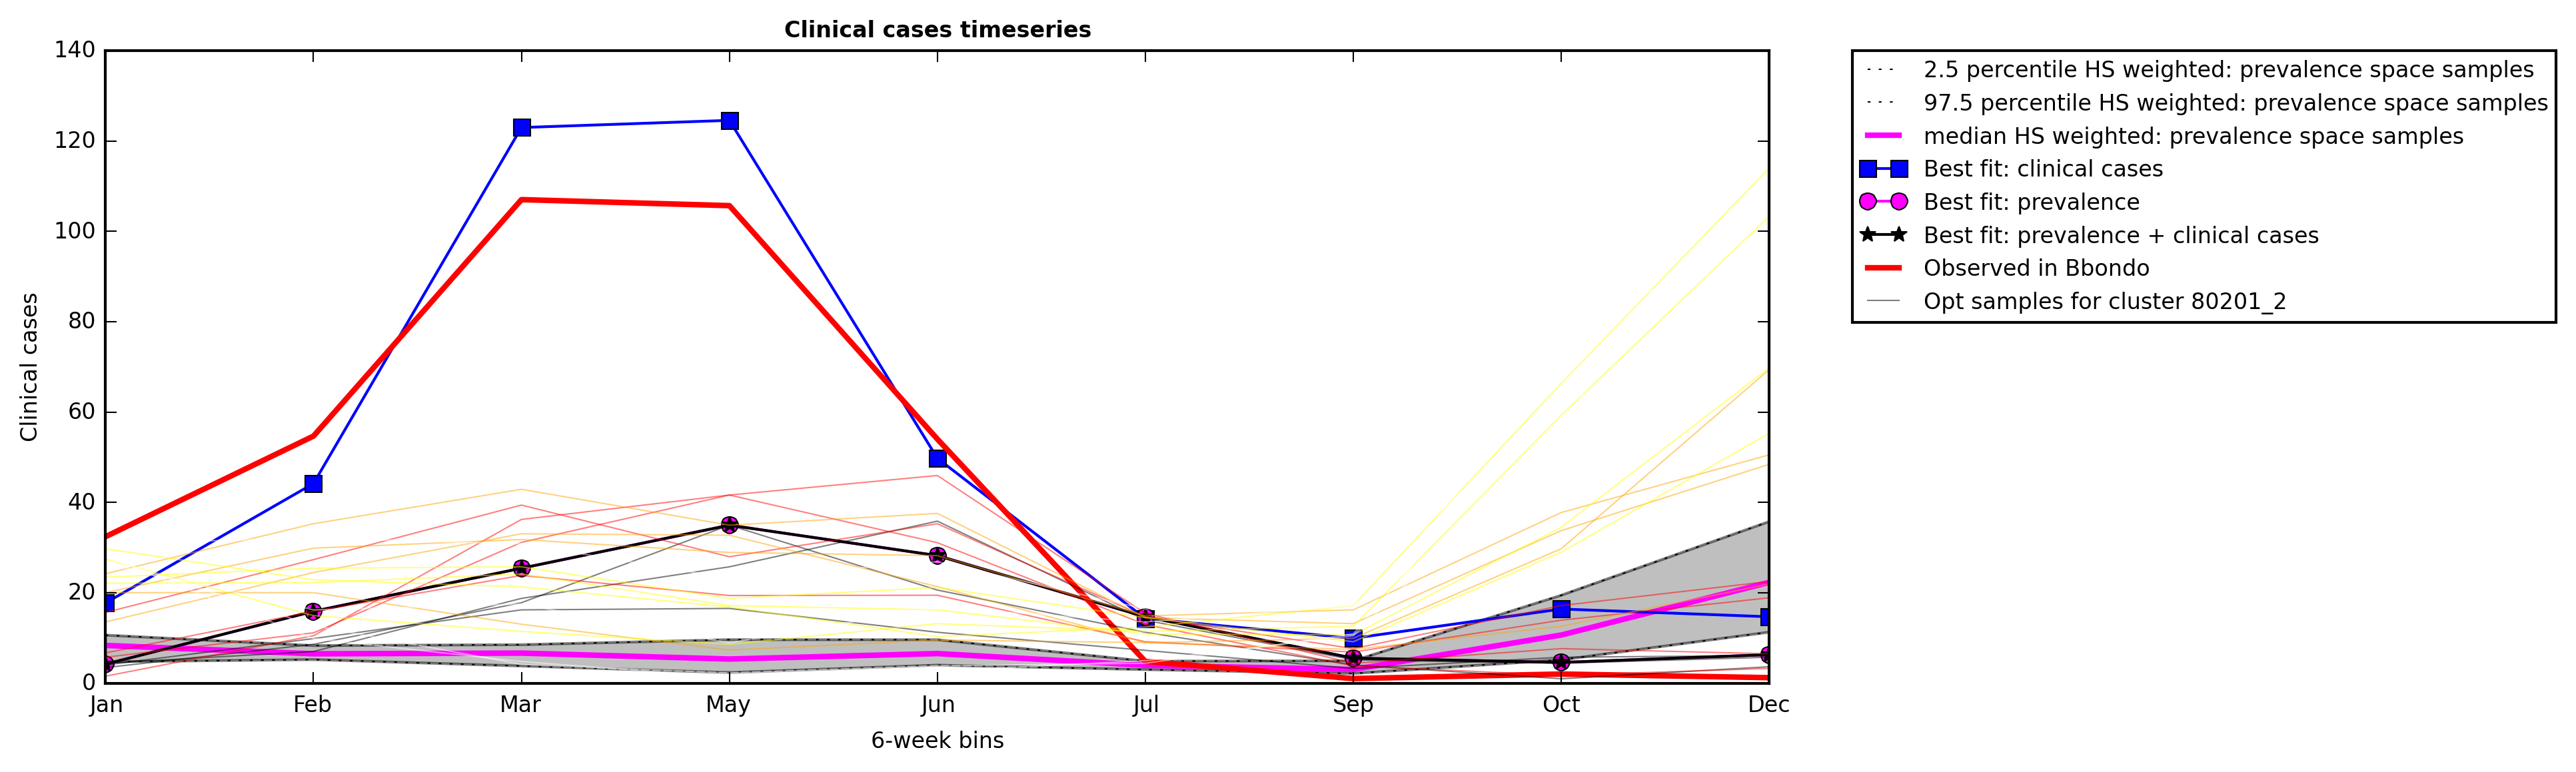 Clinical cases timeseries
140
120
100
80
60
40
20
0
Clinical cases
Jan Feb Mar May Jun Jul Sep Oct Dec
6-week bins
2.5 percentile HS weighted: prevalence space samples
97.5 percentile HS weighted: prevalence space samples
median HS weighted: prevalence space samples
Best fit: clinical cases
Best fit: prevalence
Best fit: prevalence + clinical cases
Observed in Bbondo
Opt samples for cluster 80201_2